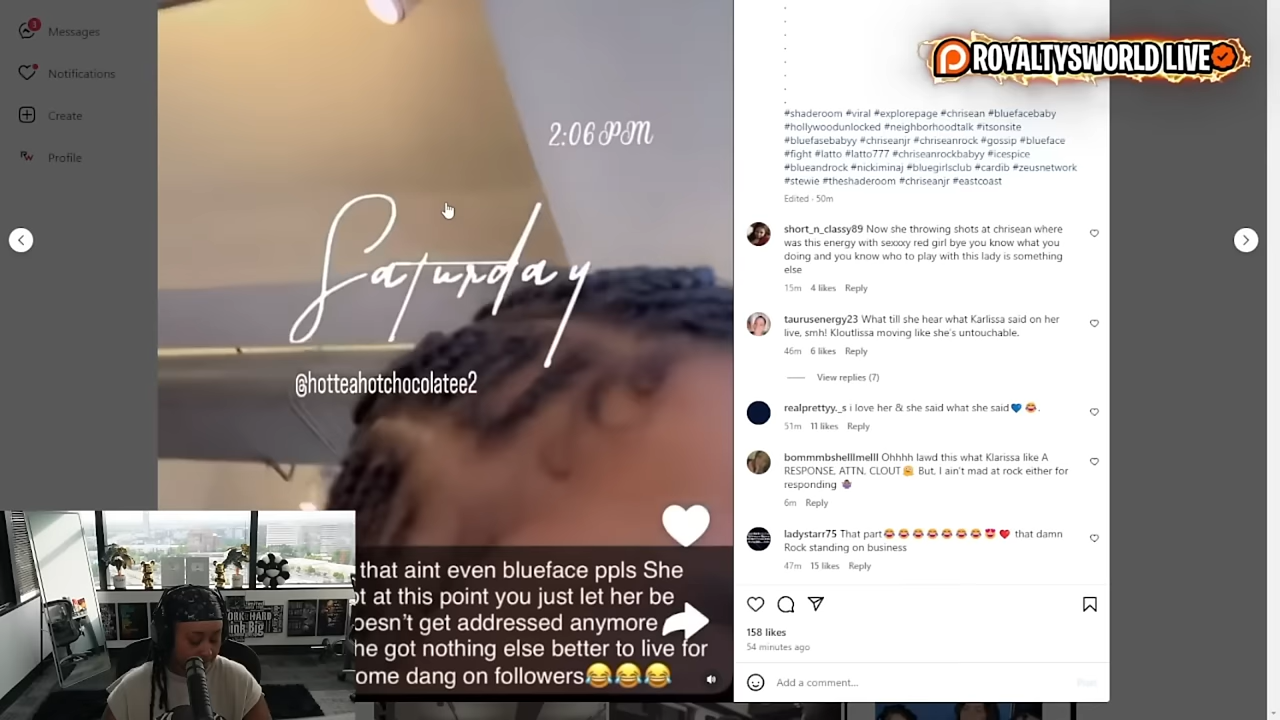 Messages
Notifications
Create
Profile
2:06 PM
Saturday
@hotteahotchocolatee2
that aint even blueface ppls She
at this point you just let her be
get addressed anymore
got nothing else better to live for
dang on followers😂😂😂
ROYALTYSWORLD LIVE
#shaderoom #viral #explorepage #chrisean #bluefacebaby
#hollywoodunlocked #neighborhoodtalk #itsonsite
#bluefasebabyy #chriseanjr #chriseanrock #gossip #blueface
#fight #latto #latto777 #chriseanrockbabyy #icespice
#blueandrock #nickiminaj #bluegirlsclub #cardib #zeusnetwork
#stewie #theshaderoom #chriseanjr #eastcoast
Edited · 50m
short_n_classy89 Now she throwing shots at chrisean where
was this energy with sexxxy red girl bye you know what you
doing and you know who to play with this lady is something
else
15m 4 likes Reply
taurusenergy23 What till she hear what Karlissa said on her
live, smh! Kloutlissa moving like she's untouchable.
46m 6 likes Reply
View replies (7)
realprettyy._s i love her & she said what she said💙😂.
51m 11 likes Reply
bommmbshelllmelll Ohhhh lawd this what Klarissa like A
RESPONSE, ATTN, CLOUT🤗 But, I ain't mad at rock either for
responding 🤷🏾‍♀️
6m Reply
ladystarr75 That part😂😂😂😂😂😂😂😍❤️ that damn
Rock standing on business
47m 15 likes Reply
158 likes
54 minutes ago
Add a comment...
Post
WORK HARD
Think Big